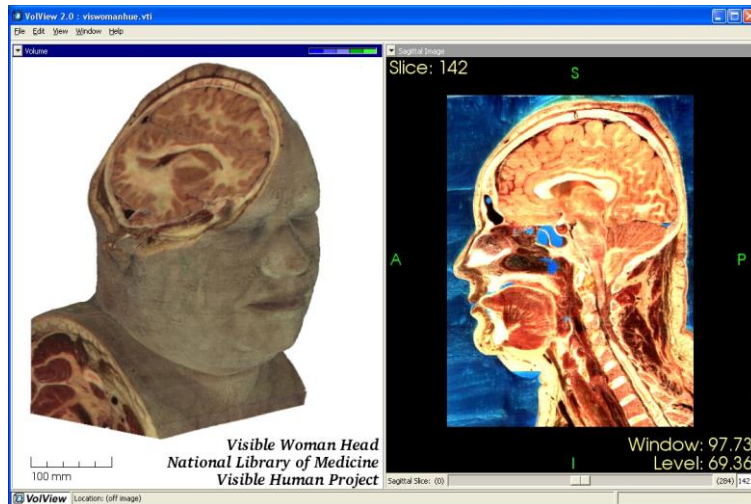 VolView 2.0 : viswomanhue.vti
File Edit View Window Help
Volume
Visible Woman Head
National Library of Medicine
Visible Human Project
100 mm
Sagittal Image
Slice: 142
S
A
P
I
Window: 97.73
Level: 69.36
Sagittal Slice: (0)
(284) 142
VolView Location: (off image)